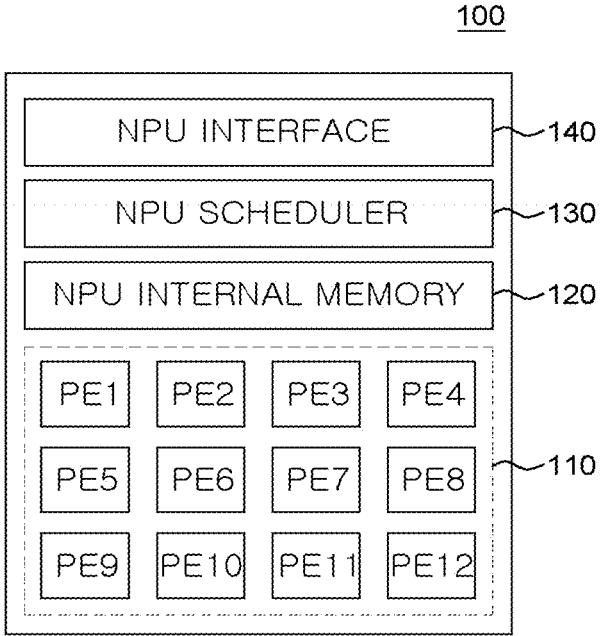 100
NPU INTERFACE 140
NPU SCHEDULER 130
NPU INTERNAL MEMORY 120
PE1 PE2 PE3 PE4
PE5 PE6 PE7 PE8 110
PE9 PE10 PE11 PE12